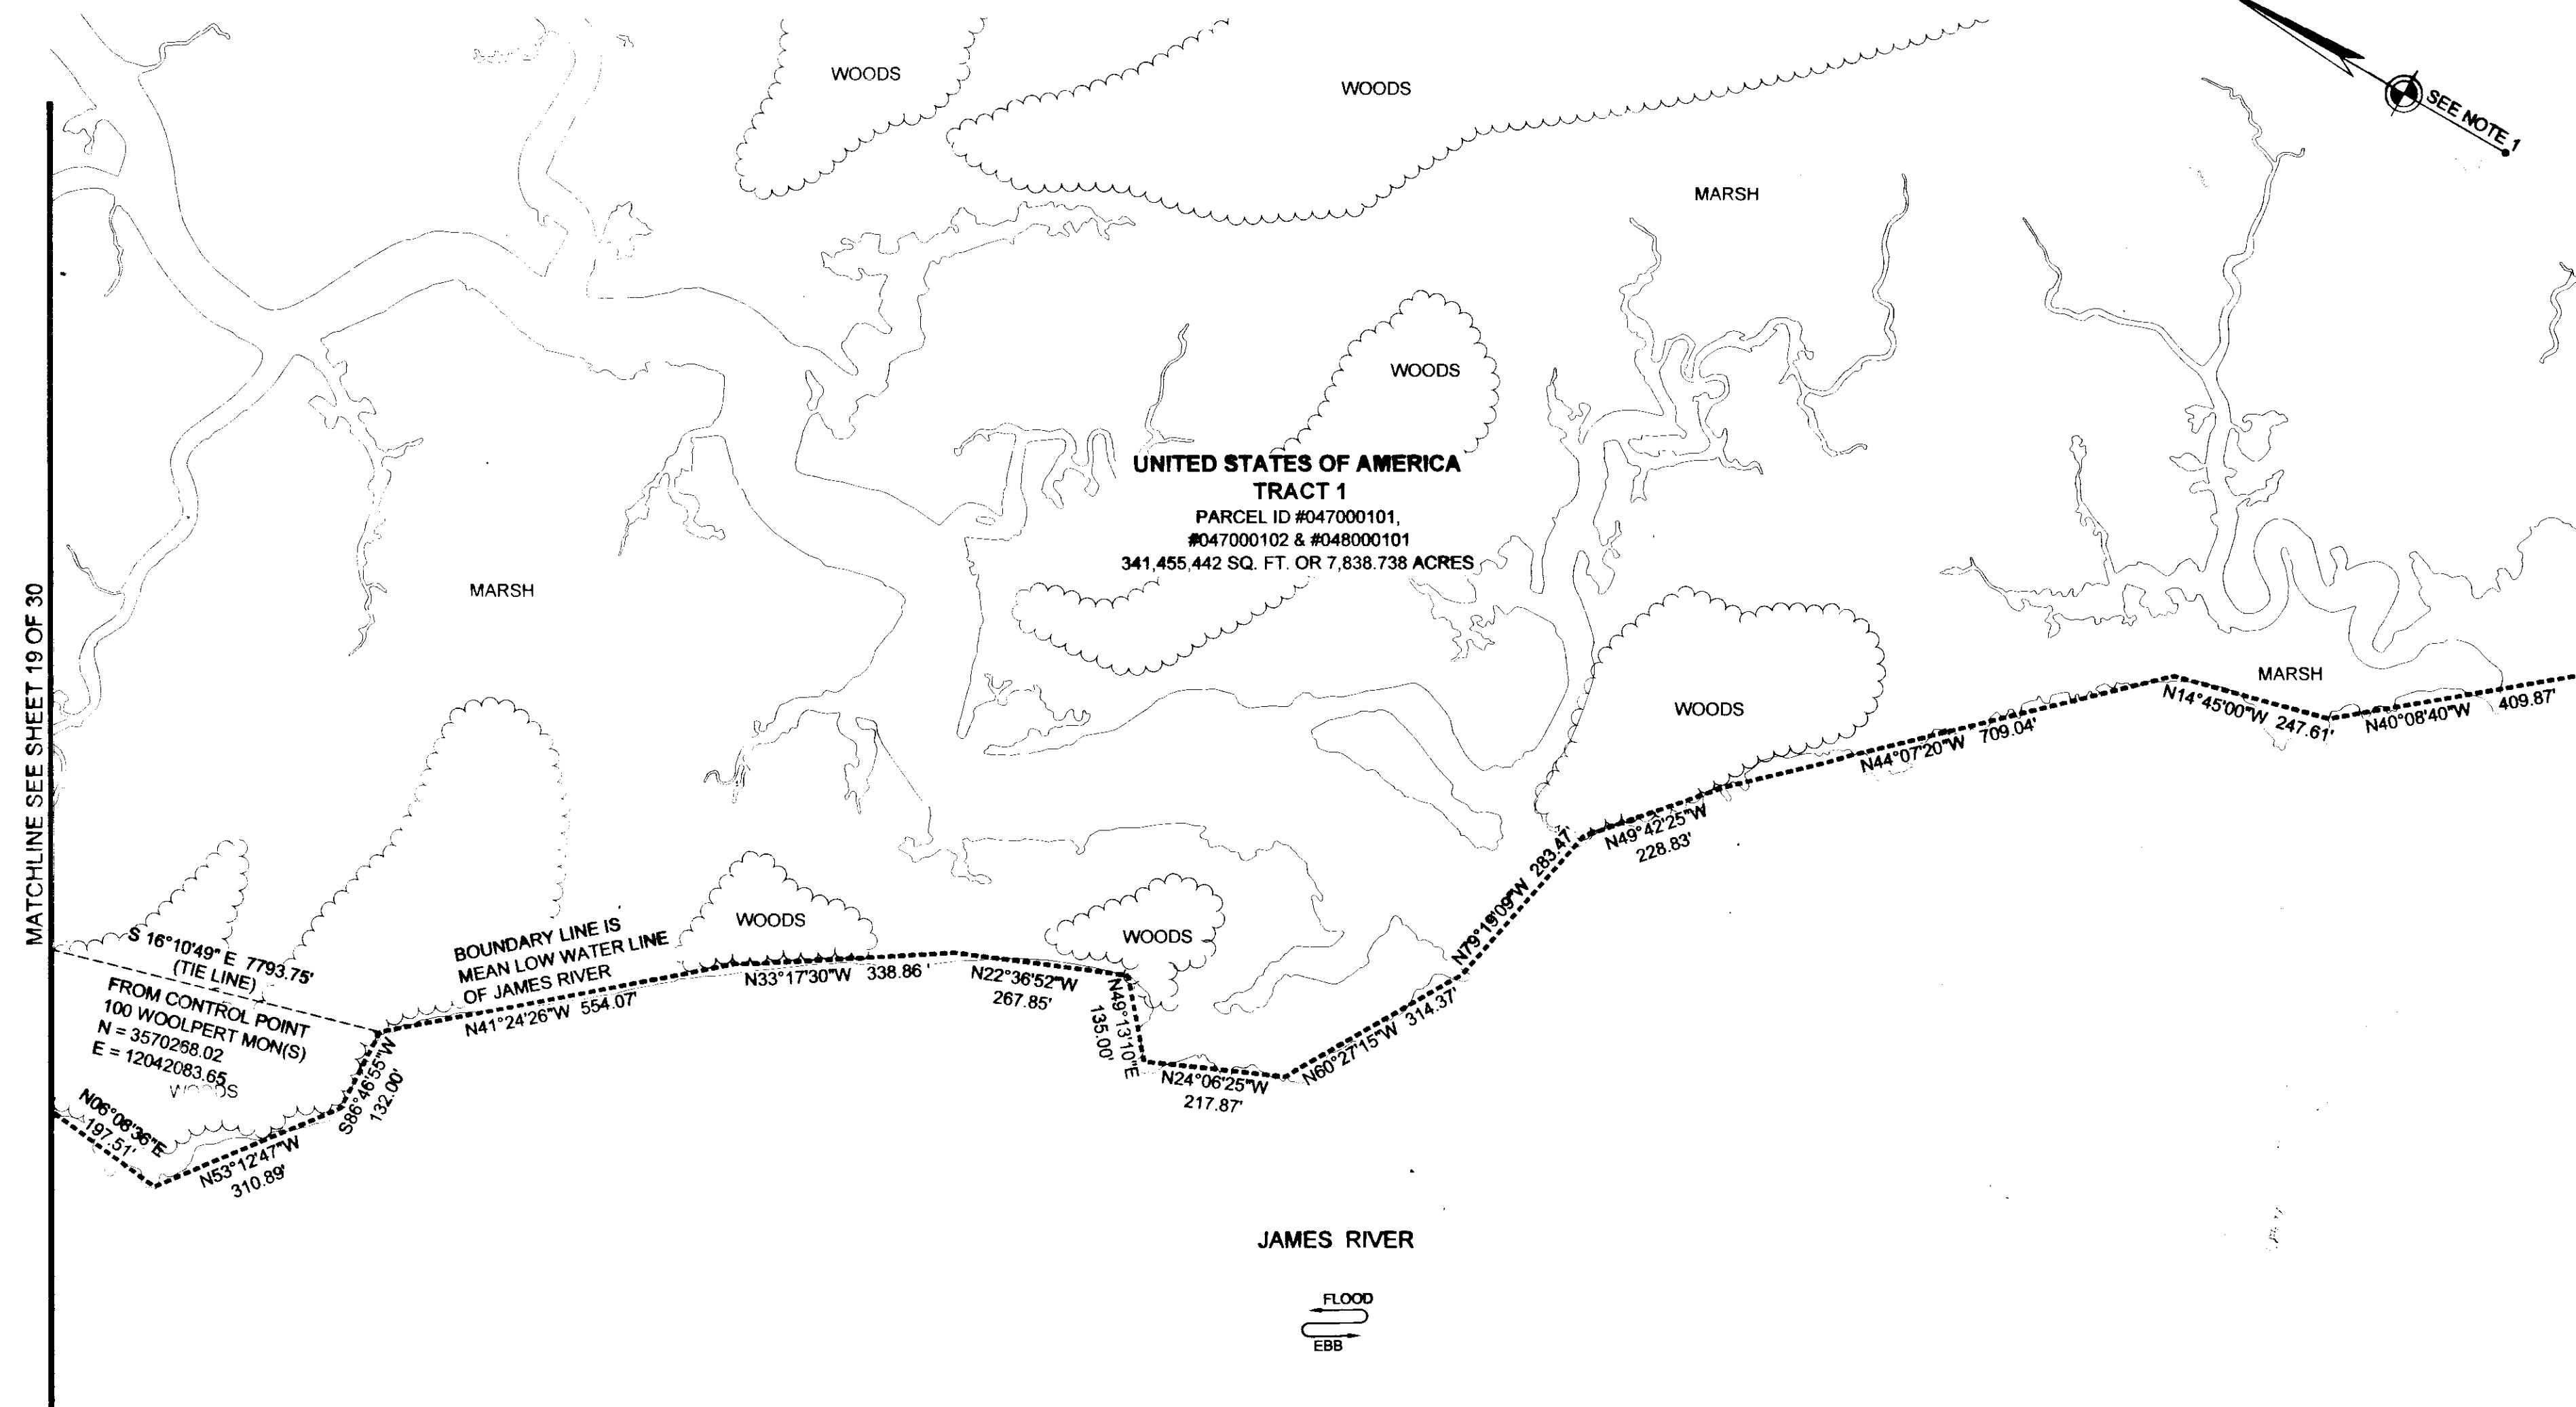 WOODS
WOODS
SEE NOTE 1
MARSH
WOODS
UNITED STATES OF AMERICA
TRACT 1
PARCEL ID #047000101,
#047000102 & #048000101
341,455,442 SQ. FT. OR 7,838.738 ACRES
MARSH
MATCHLINE SEE SHEET 19 OF 30
WOODS
MARSH
N14°45'00"W 247.61'
N40°08'40"W 409.87'
N44°07'20"W 709.04'
N49°42'25"W
228.83'
N79°19'09"W 283.47'
WOODS
WOODS
BOUNDARY LINE IS
MEAN LOW WATER LINE
OF JAMES RIVER
S 16°10'49" E 7793.75'
(TIE LINE)
FROM CONTROL POINT
100 WOOLPERT MON(S)
N = 3570268.02
E = 12042083.65
WOODS
N41°24'26"W 554.07'
N33°17'30"W 338.86 '
N22°36'52"W
267.85'
N49°13'10"E
135.00'
N24°06'25"W
217.87'
N60°27'15"W 314.37'
S86°46'55"W
132.00'
N06°08'36"E
197.51'
N53°12'47"W
310.89'
JAMES RIVER
FLOOD
EBB